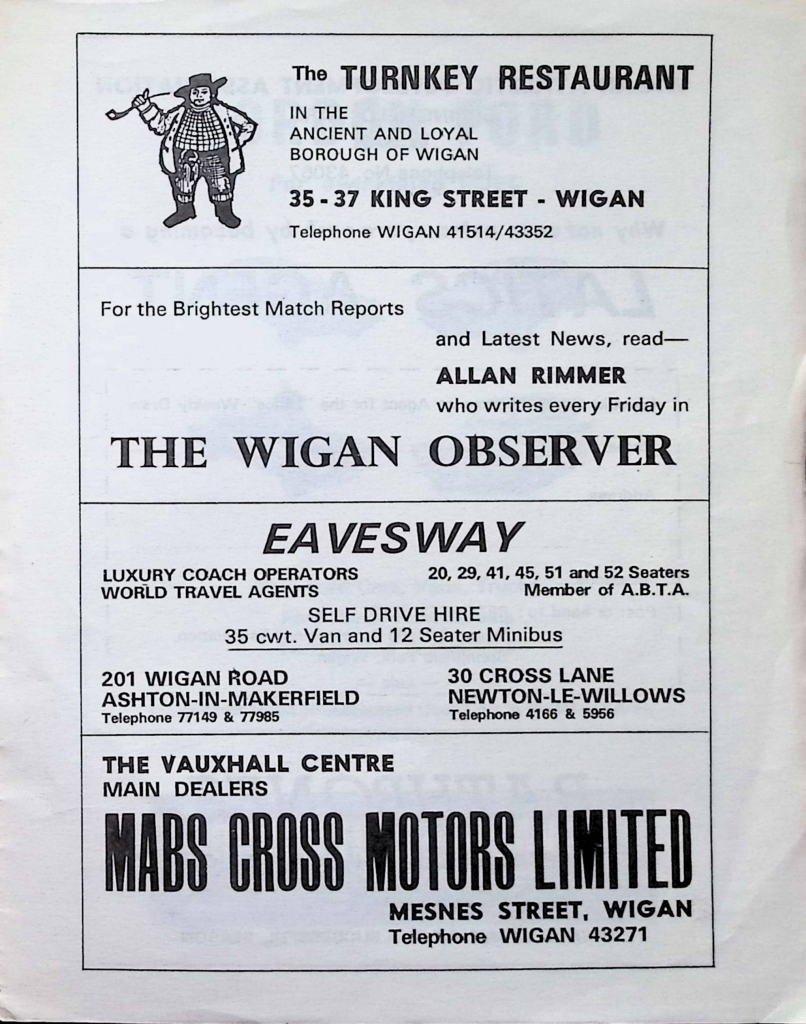 The TURNKEY RESTAURANT
IN THE
ANCIENT AND LOYAL
BOROUGH OF WIGAN
35 - 37 KING STREET - WIGAN
Telephone WIGAN 41514/43352
For the Brightest Match Reports
and Latest News, read—
ALLAN RIMMER
who writes every Friday in
THE WIGAN OBSERVER
EAVESWAY
LUXURY COACH OPERATORS
WORLD TRAVEL AGENTS
20, 29, 41, 45, 51 and 52 Seaters
Member of A.B.T.A.
SELF DRIVE HIRE
35 cwt. Van and 12 Seater Minibus
201 WIGAN ROAD
ASHTON-IN-MAKERFIELD
Telephone 77149 & 77985
30 CROSS LANE
NEWTON-LE-WILLOWS
Telephone 4166 & 5956
THE VAUXHALL CENTRE
MAIN DEALERS
MABS CROSS MOTORS LIMITED
MESNES STREET, WIGAN
Telephone WIGAN 43271